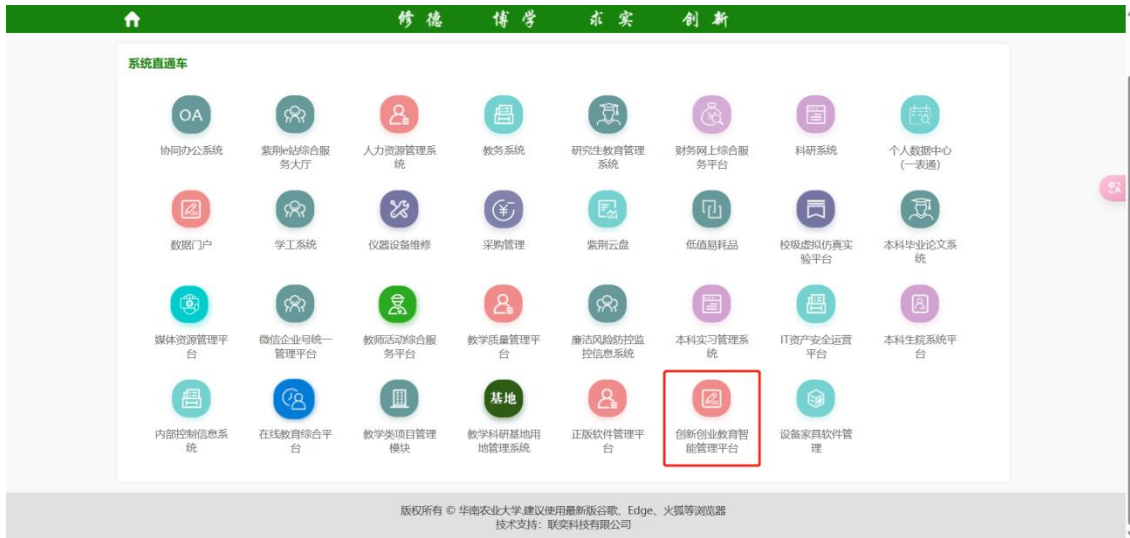 修德 博学 求实 创新
系统直通车
OA
协同办公系统
紫荆e站综合服
务大厅
人力资源管理系
统
教务系统
研究生教育管理
系统
财务网上综合服
务平台
科研系统
个人数据中心
(一表通)
数据门户
学工系统
仪器设备维修
采购管理
紫荆云盘
低值易耗品
校级虚拟仿真实
验平台
本科毕业论文系
统
媒体资源管理平
台
微信企业号统一
管理平台
教师活动综合服
务平台
教学质量管理平
台
廉洁风险防控监
控信息系统
本科实习管理系
统
IT资产安全运营
平台
本科生院系统平
台
内部控制信息系
统
在线教育综合平
台
教学类项目管理
模块
基地
教学科研基地用
地管理系统
正版软件管理平
台
创新创业教育智
能管理平台
设备家具软件管
理
版权所有 © 华南农业大学.建议使用最新版谷歌、Edge、火狐等浏览器
技术支持：联奕科技有限公司